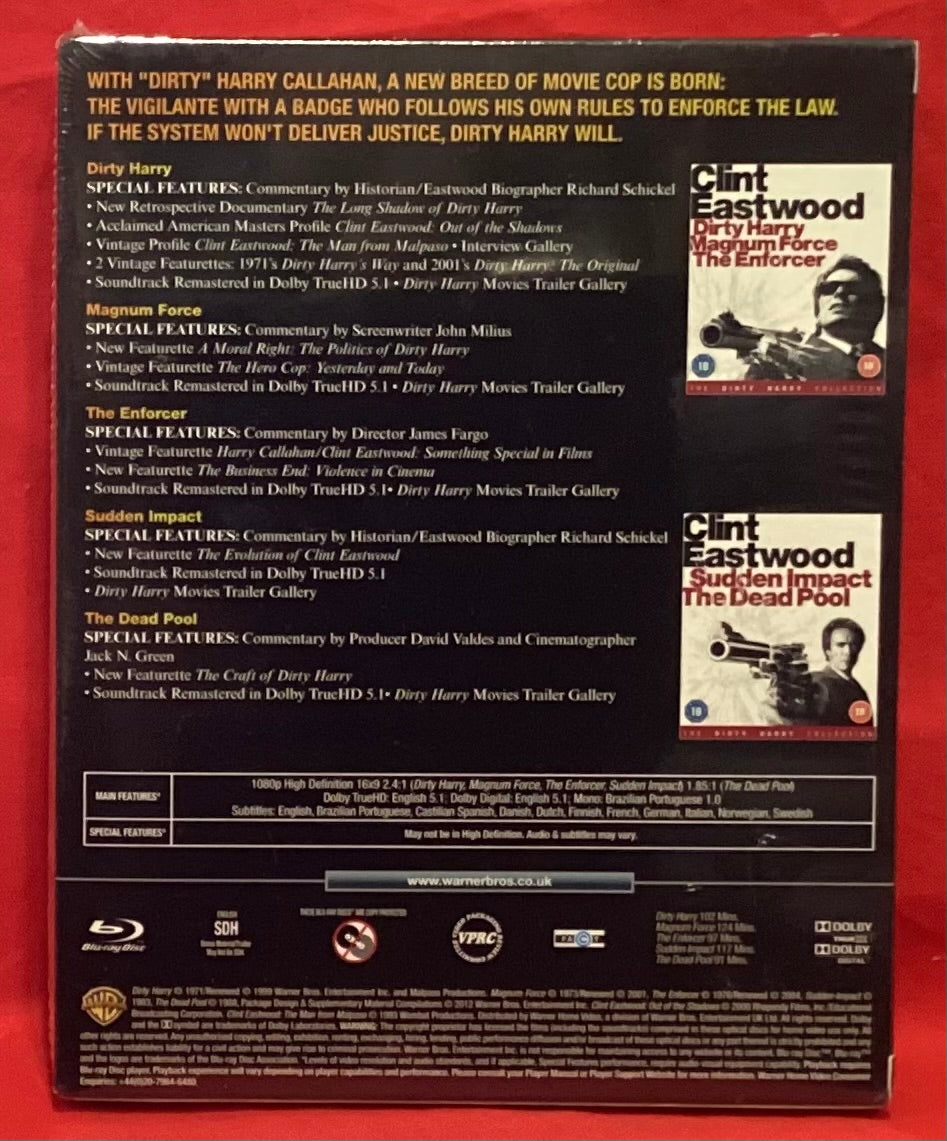 WITH "DIRTY" HARRY CALLAHAN, A NEW BREED OF MOVIE COP IS BORN:
THE VIGILANTE WITH A BADGE WHO FOLLOWS HIS OWN RULES TO ENFORCE THE LAW.
IF THE SYSTEM WON'T DELIVER JUSTICE, DIRTY HARRY WILL.
Dirty Harry
SPECIAL FEATURES: Commentary by Historian/Eastwood Biographer Richard Schickel
• New Retrospective Documentary The Long Shadow of Dirty Harry
• Acclaimed American Masters Profile Clint Eastwood: Out of the Shadows
• Vintage Profile Clint Eastwood: The Man from Malpaso • Interview Gallery
• 2 Vintage Featurettes: 1971's Dirty Harry's Way and 2001's Dirty Harry: The Original
• Soundtrack Remastered in Dolby TrueHD 5.1 • Dirty Harry Movies Trailer Gallery
Magnum Force
SPECIAL FEATURES: Commentary by Screenwriter John Milius
• New Featurette A Moral Right: The Politics of Dirty Harry
• Vintage Featurette The Hero Cop: Yesterday and Today
• Soundtrack Remastered in Dolby TrueHD 5.1 • Dirty Harry Movies Trailer Gallery
The Enforcer
SPECIAL FEATURES: Commentary by Director James Fargo
• Vintage Featurette Harry Callahan/Clint Eastwood: Something Special in Films
• New Featurette The Business End: Violence in Cinema
• Soundtrack Remastered in Dolby TrueHD 5.1• Dirty Harry Movies Trailer Gallery
Sudden Impact
SPECIAL FEATURES: Commentary by Historian/Eastwood Biographer Richard Schickel
• New Featurette The Evolution of Clint Eastwood
• Soundtrack Remastered in Dolby TrueHD 5.1
• Dirty Harry Movies Trailer Gallery
The Dead Pool
SPECIAL FEATURES: Commentary by Producer David Valdes and Cinematographer
Jack N. Green
• New Featurette The Craft of Dirty Harry
• Soundtrack Remastered in Dolby TrueHD 5.1• Dirty Harry Movies Trailer Gallery
Clint
Eastwood
Dirty Harry
Magnum Force
The Enforcer
18
18
THE DIRTY HARRY COLLECTION
Clint
Eastwood
Sudden Impact
The Dead Pool
18
18
THE DIRTY HARRY COLLECTION
MAIN FEATURES*
1080p High Definition 16x9 2.4:1 (Dirty Harry, Magnum Force, The Enforcer, Sudden Impact) 1.85:1 (The Dead Pool)
Dolby TrueHD: English 5.1; Dolby Digital: English 5.1; Mono: Brazilian Portuguese 1.0
Subtitles: English, Brazilian Portuguese, Castilian Spanish, Danish, Dutch, Finnish, French, German, Italian, Norwegian, Swedish
SPECIAL FEATURES*
May not be in High Definition. Audio & subtitles may vary.
www.warnerbros.co.uk
Blu-ray Disc
ENGLISH
SDH
VPRC
PACT
Dirty Harry 102 Mins.
Magnum Force 124 Mins.
The Enforcer 97 Mins.
Sudden Impact 117 Mins.
The Dead Pool 91 Mins.
DOLBY
TRUEHD
DOLBY
DIGITAL
WB